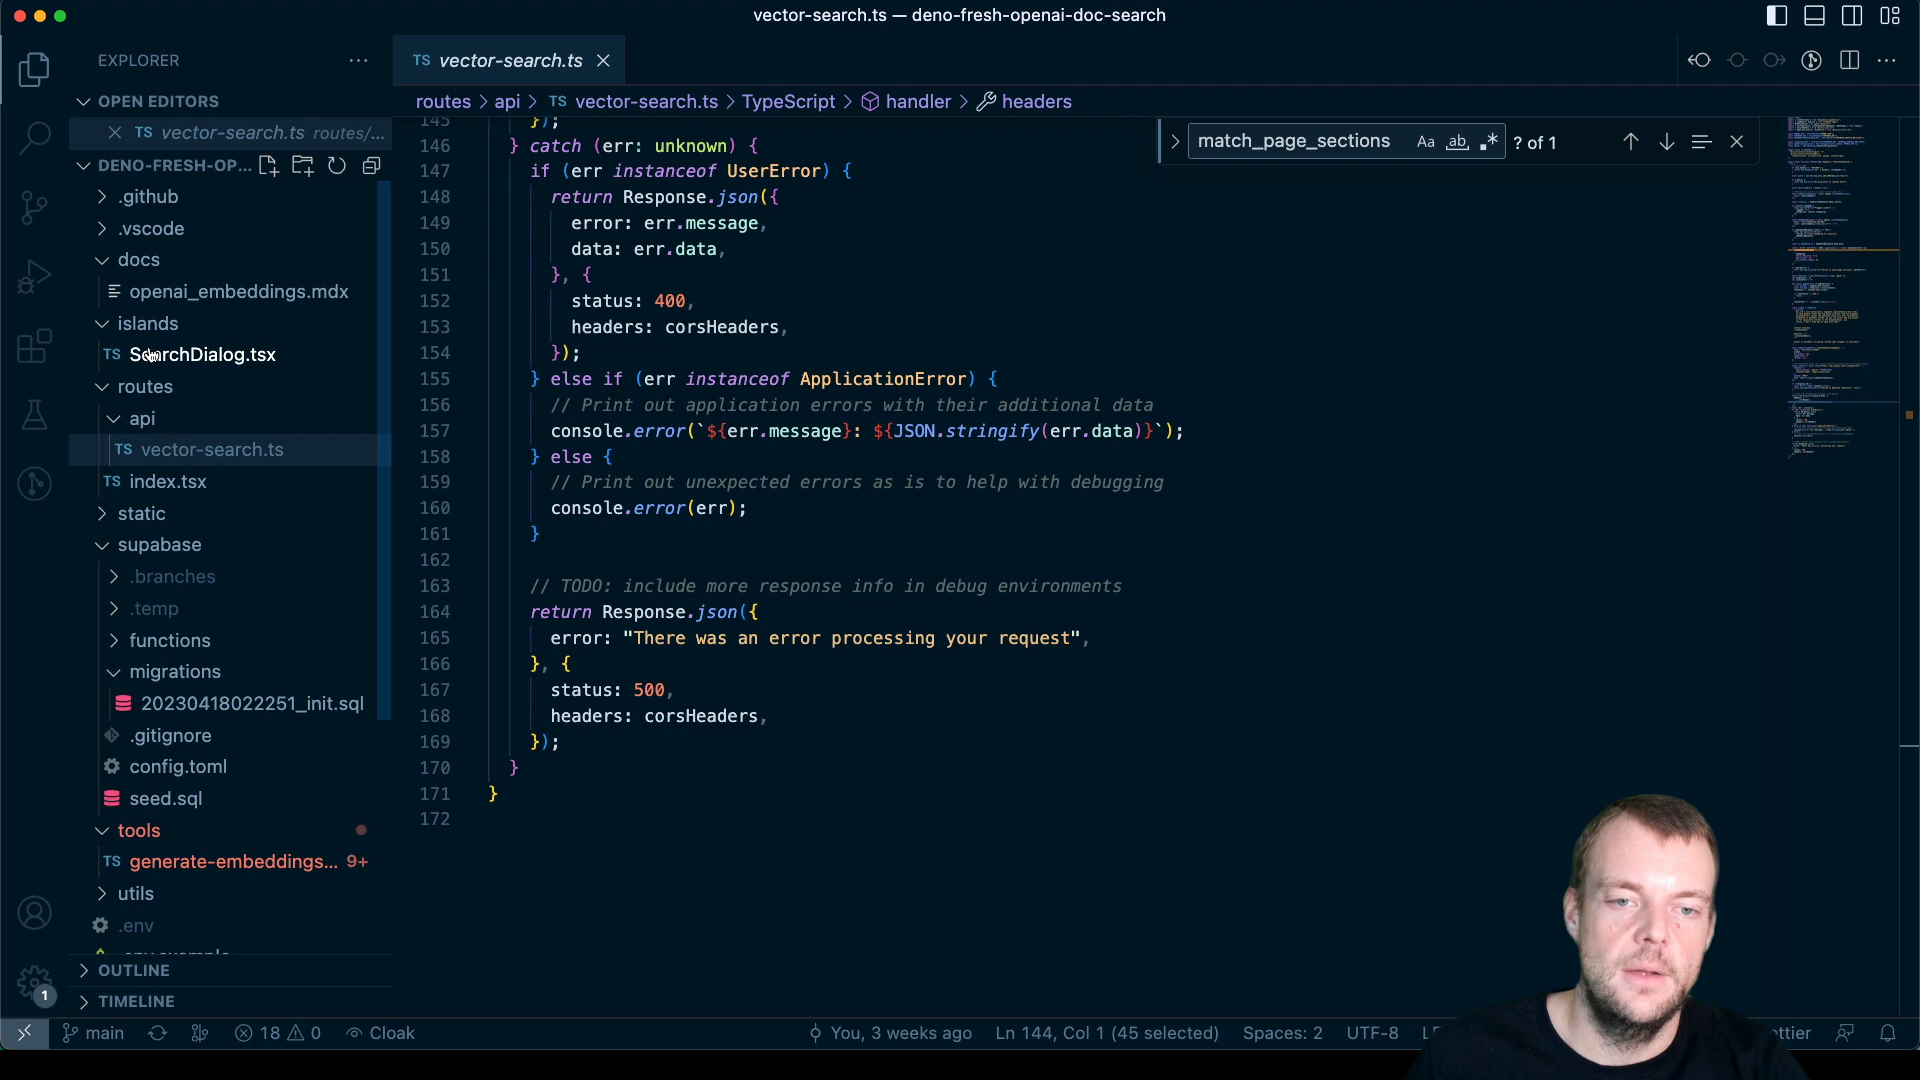 vector-search.ts — deno-fresh-openai-doc-search
EXPLORER
OPEN EDITORS
TS vector-search.ts routes/...
DENO-FRESH-OP...
.github
.vscode
docs
openai_embeddings.mdx
islands
TS SearchDialog.tsx
routes
api
TS vector-search.ts
TS index.tsx
static
supabase
.branches
.temp
functions
migrations
20230418022251_init.sql
.gitignore
config.toml
seed.sql
tools
TS generate-embeddings... 9+
utils
.env
OUTLINE
TIMELINE
1
TS vector-search.ts
routes > api > TS vector-search.ts > TypeScript > handler > headers
match_page_sections Aa ab .* ? of 1
145 });
146 } catch (err: unknown) {
147 if (err instanceof UserError) {
148 return Response.json({
149 error: err.message,
150 data: err.data,
151 }, {
152 status: 400,
153 headers: corsHeaders,
154 });
155 } else if (err instanceof ApplicationError) {
156 // Print out application errors with their additional data
157 console.error(`${err.message}: ${JSON.stringify(err.data)}`);
158 } else {
159 // Print out unexpected errors as is to help with debugging
160 console.error(err);
161 }
162
163 // TODO: include more response info in debug environments
164 return Response.json({
165 error: "There was an error processing your request",
166 }, {
167 status: 500,
168 headers: corsHeaders,
169 });
170 }
171 }
172
main 18 0 Cloak You, 3 weeks ago Ln 144, Col 1 (45 selected) Spaces: 2 UTF-8